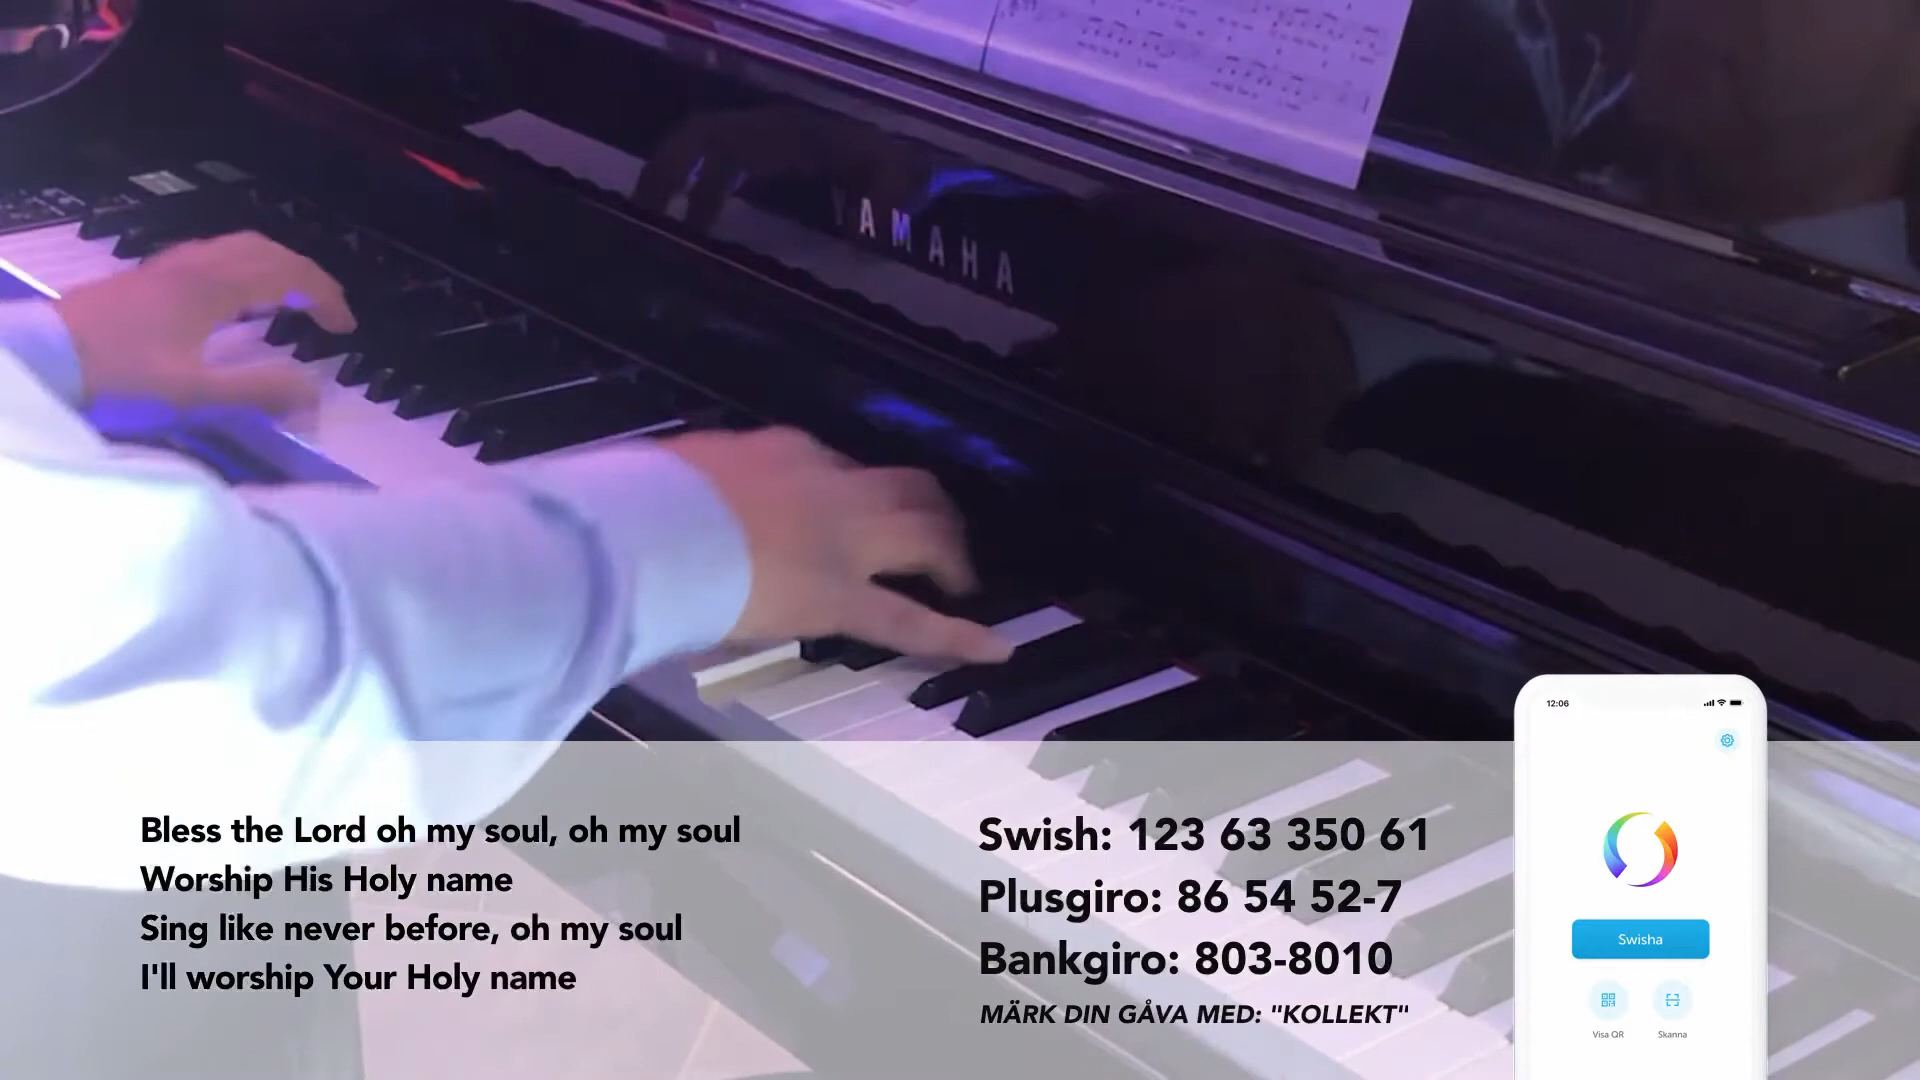 YAMAHA
Bless the Lord oh my soul, oh my soul
Worship His Holy name
Sing like never before, oh my soul
I'll worship Your Holy name
Swish: 123 63 350 61
Plusgiro: 86 54 52-7
Bankgiro: 803-8010
MÄRK DIN GÅVA MED: "KOLLEKT"
12:06
Swisha
Visa QR
Skanna